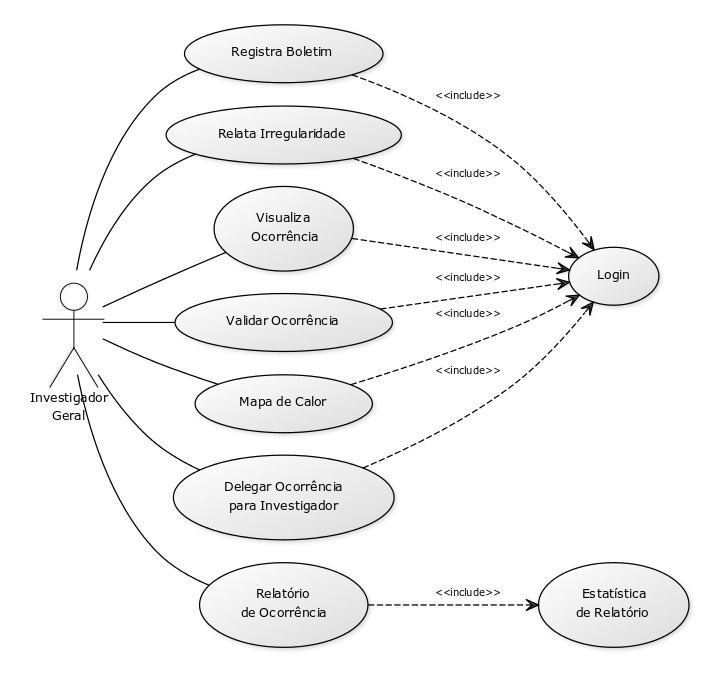 Registra Boletim
<<include>>
Relata Irregularidade
<<include>>
Visualiza
Ocorrência
<<include>>
Login
<<include>>
Validar Ocorrência
<<include>>
Mapa de Calor
<<include>>
Investigador
Geral
Delegar Ocorrência
para Investigador
Relatório
de Ocorrência
<<include>>
Estatística
de Relatório